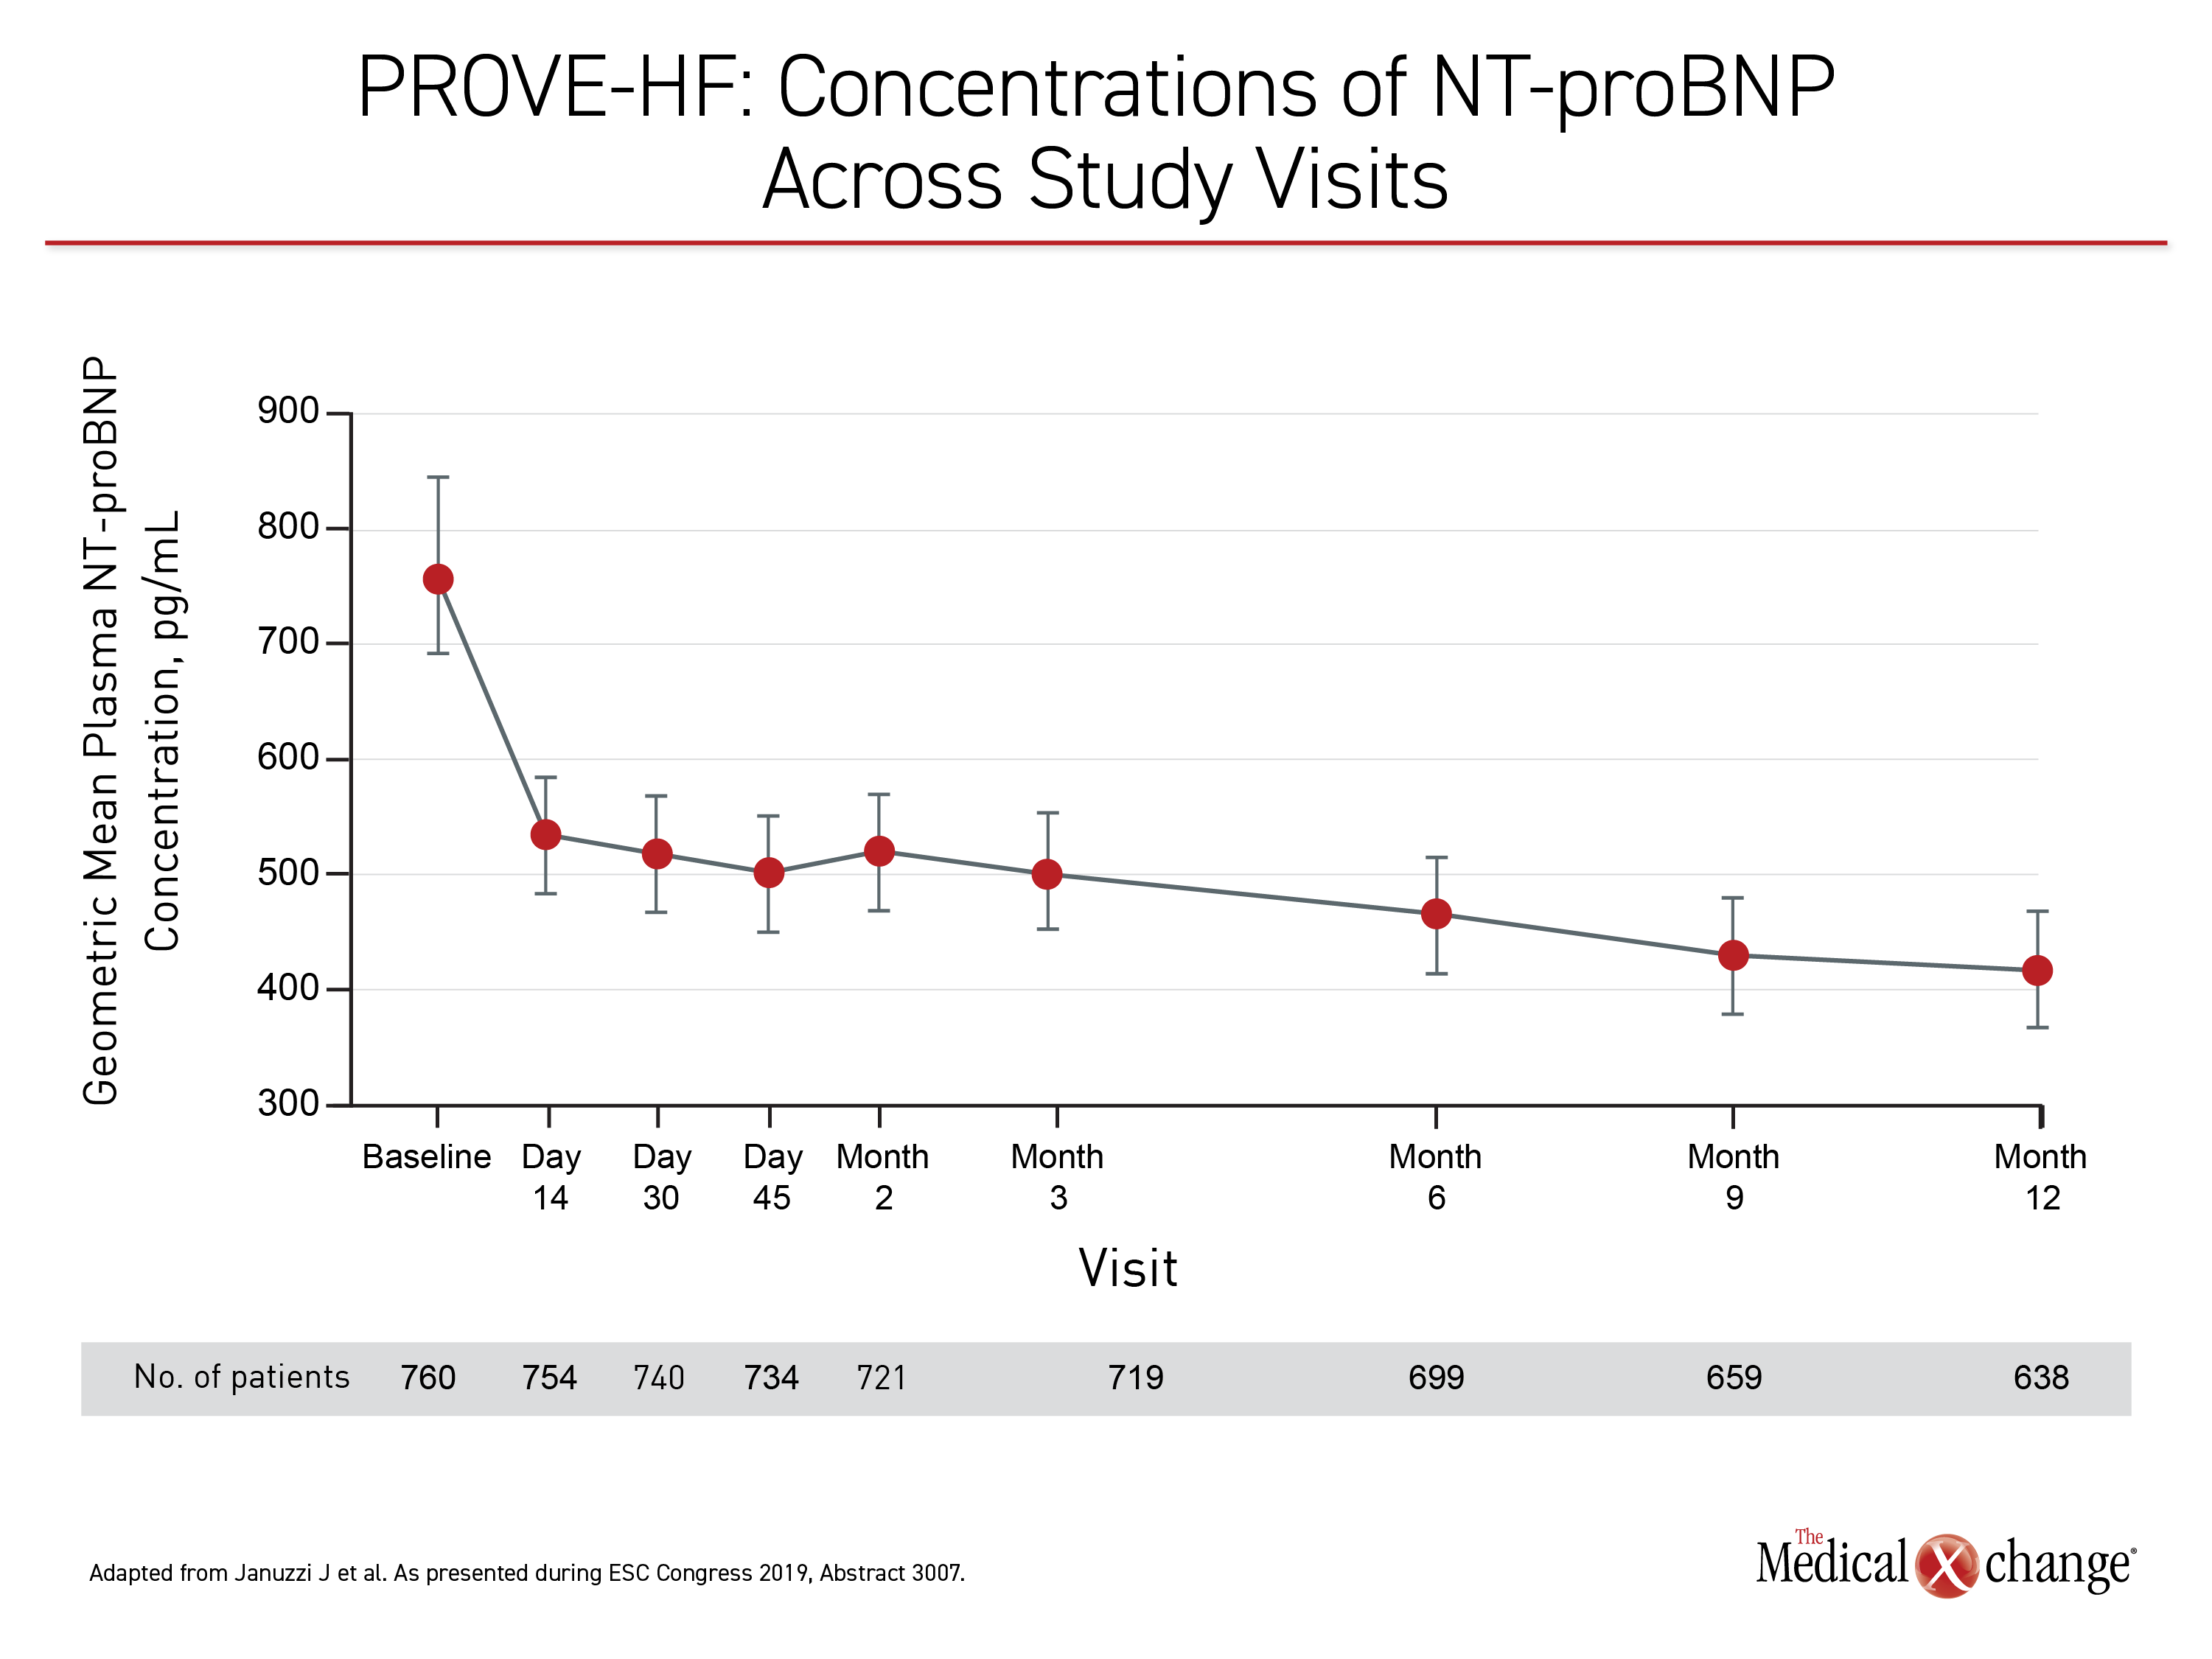 PROVE-HF: Concentrations of NT-proBNP
Across Study Visits
Geometric Mean Plasma NT-proBNP
Concentration, pg/mL
900
800
700
600
500
400
300
Baseline Day Day Day Month Month Month Month Month
14 30 45 2 3 6 9 12
Visit
No. of patients 760 754 740 734 721 719 699 659 638
Adapted from Januzzi J et al. As presented during ESC Congress 2019, Abstract 3007.
The
Medical X change®